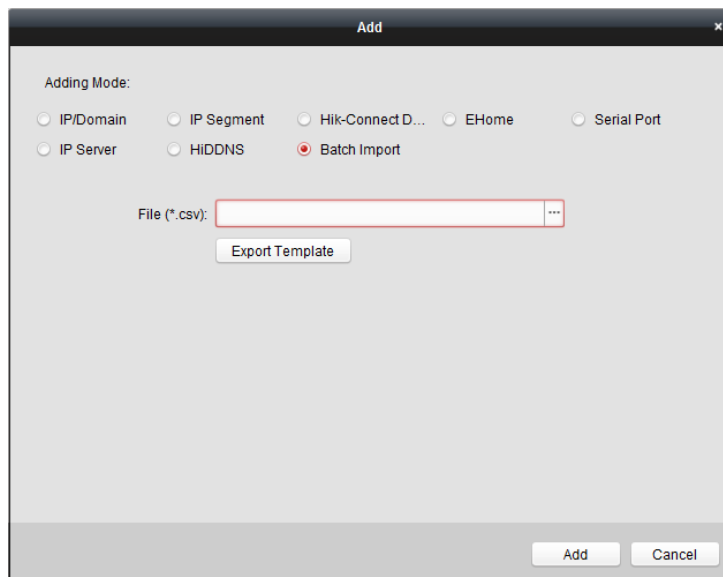 Add
Adding Mode:
IP/Domain IP Segment Hik-Connect D... EHome Serial Port
IP Server HiDDNS Batch Import
File (*.csv): ...
Export Template
Add Cancel